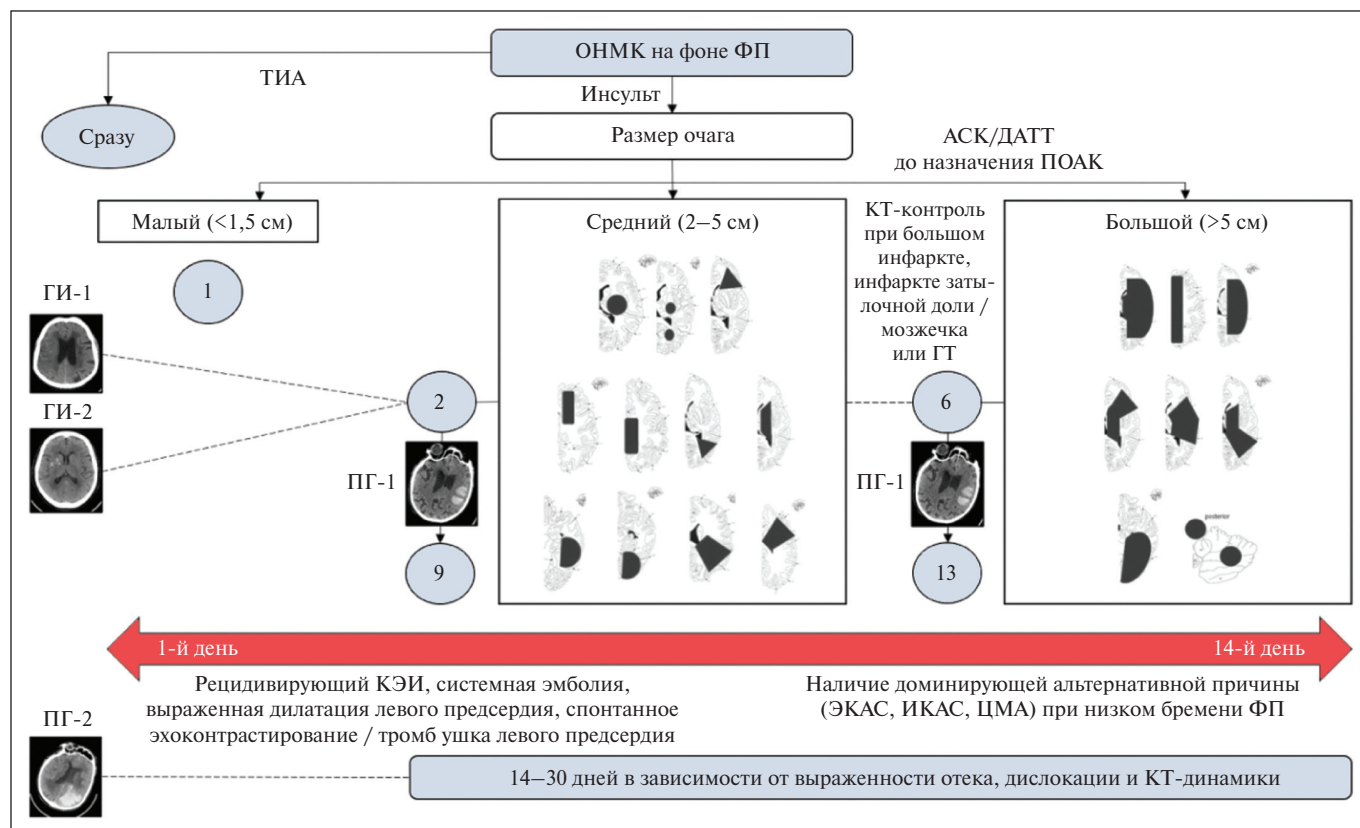 ОНМК на фоне ФП
ТИА
Инсульт
Сразу
Размер очага
АСК/ДАТТ
до назначения ПОАК
Малый (<1,5 см)
Средний (2–5 см)
КТ-контроль
при большом
инфаркте,
инфаркте заты-
лочной доли /
мозжечка
или ГТ
Большой (>5 см)
1
ГИ-1
ГИ-2
2
6
ПГ-1
ПГ-1
posterior
9
13
1-й день
14-й день
Рецидивирующий КЭИ, системная эмболия,
выраженная дилатация левого предсердия, спонтанное
эхоконтрастирование / тромб ушка левого предсердия
Наличие доминирующей альтернативной причины
(ЭКАС, ИКАС, ЦМА) при низком бремени ФП
ПГ-2
14–30 дней в зависимости от выраженности отека, дислокации и КТ-динамики